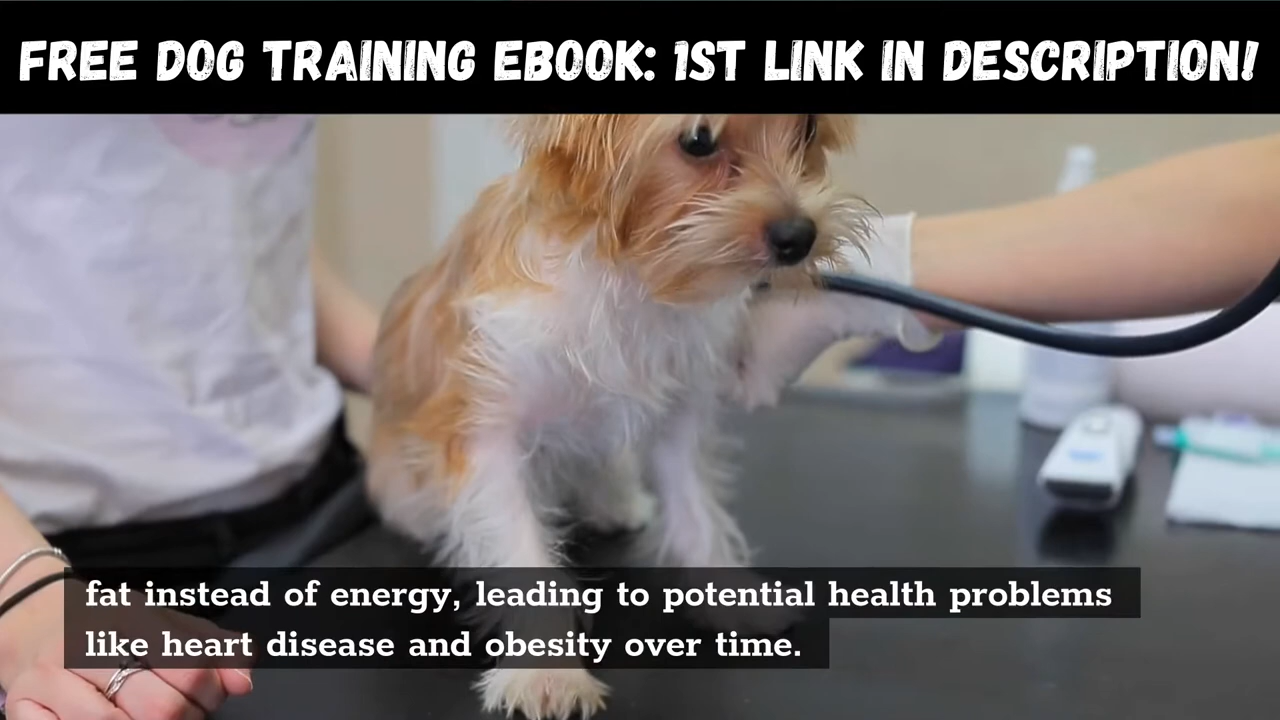 FREE DOG TRAINING EBOOK: 1ST LINK IN DESCRIPTION!
fat instead of energy, leading to potential health problems
like heart disease and obesity over time.